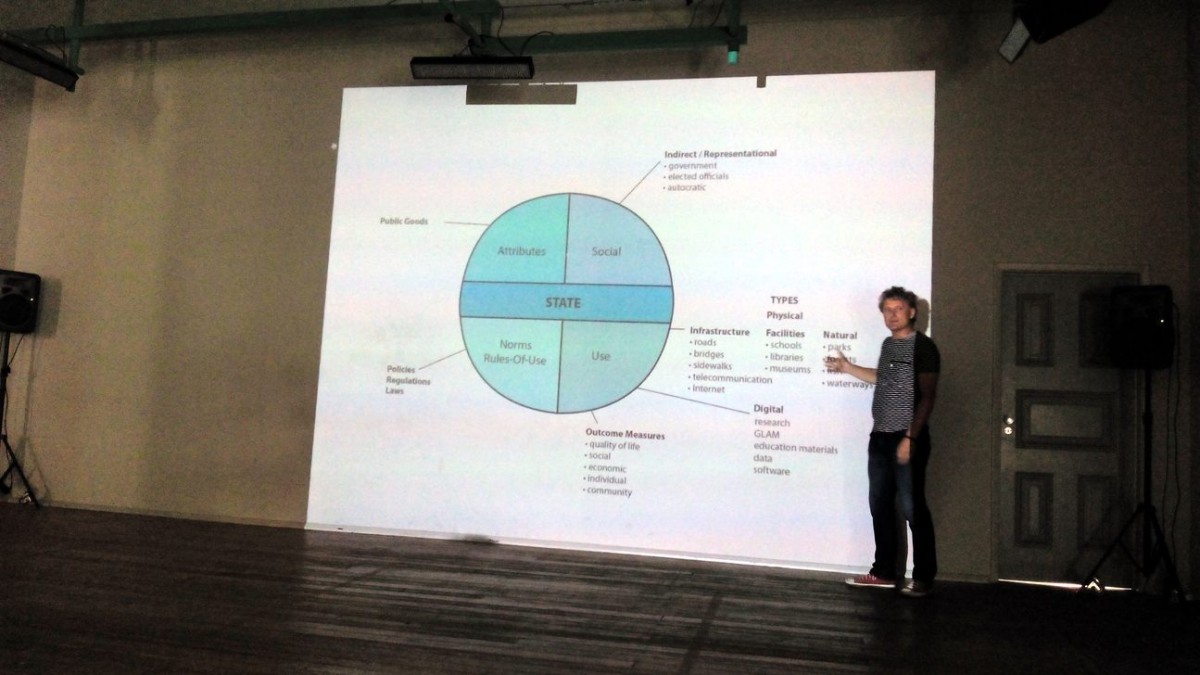 Indirect / Representational
• government
• elected officials
• autocratic
Public Goods
Attributes
Social
STATE
Norms
Rules-Of-Use
Use
Policies
Regulations
Laws
TYPES
Physical
Infrastructure
• roads
• bridges
• sidewalks
• telecommunication
• Internet
Facilities
• schools
• libraries
• museums
Natural
• parks
• waterways
Digital
research
GLAM
education materials
data
software
Outcome Measures
• quality of life
• social
• economic
• individual
• community